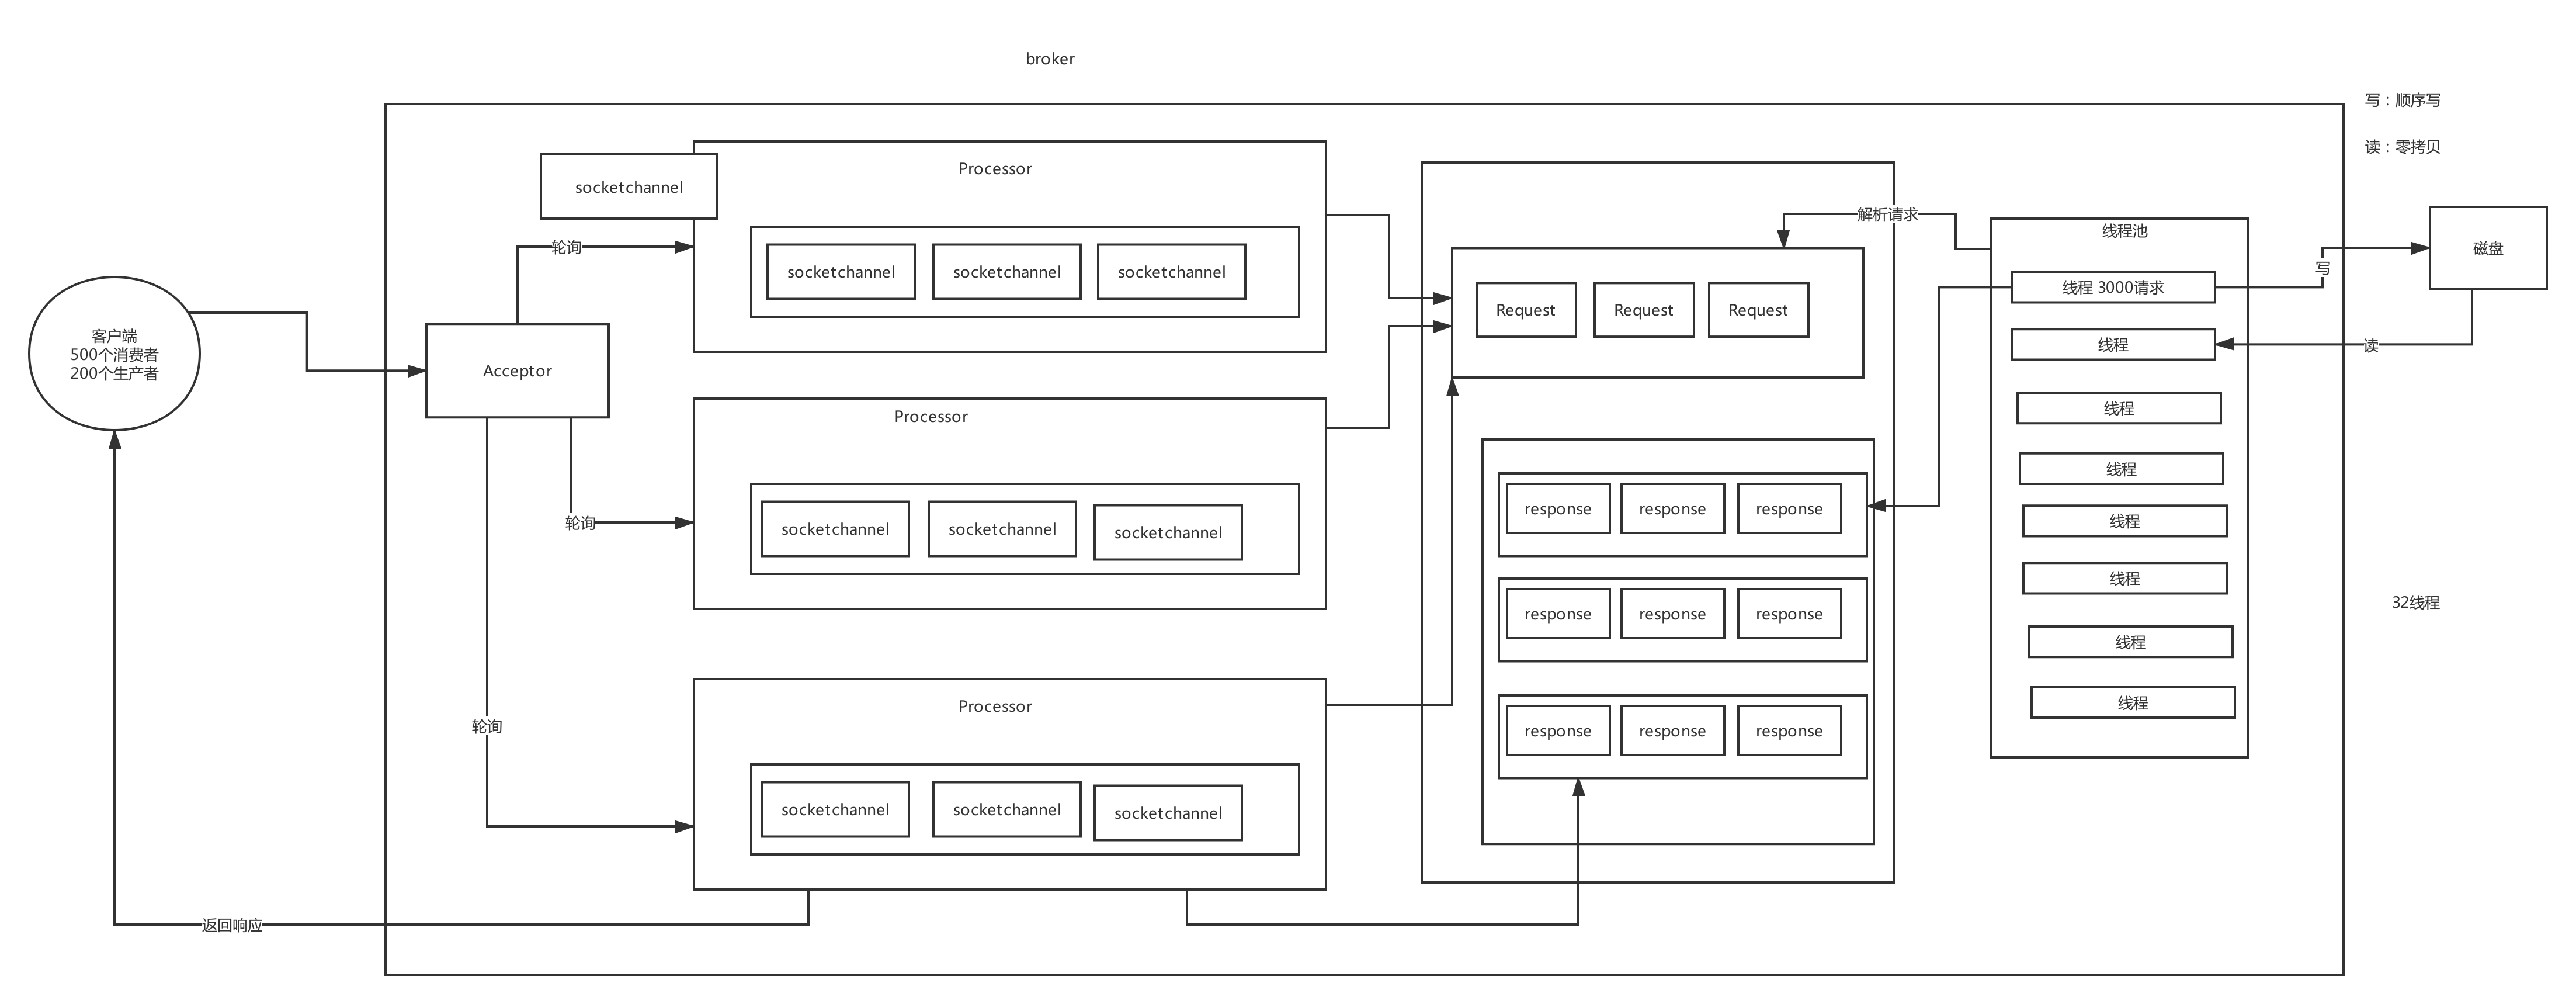 broker
写：顺序写
读：零拷贝
客户端
500个消费者
200个生产者
Acceptor
轮询
轮询
轮询
socketchannel
Processor
socketchannel
socketchannel
socketchannel
Processor
socketchannel
socketchannel
socketchannel
Processor
socketchannel
socketchannel
socketchannel
返回响应
解析请求
Request
Request
Request
response
response
response
response
response
response
response
response
response
线程池
线程 3000请求
线程
线程
线程
线程
线程
线程
线程
写
读
磁盘
32线程